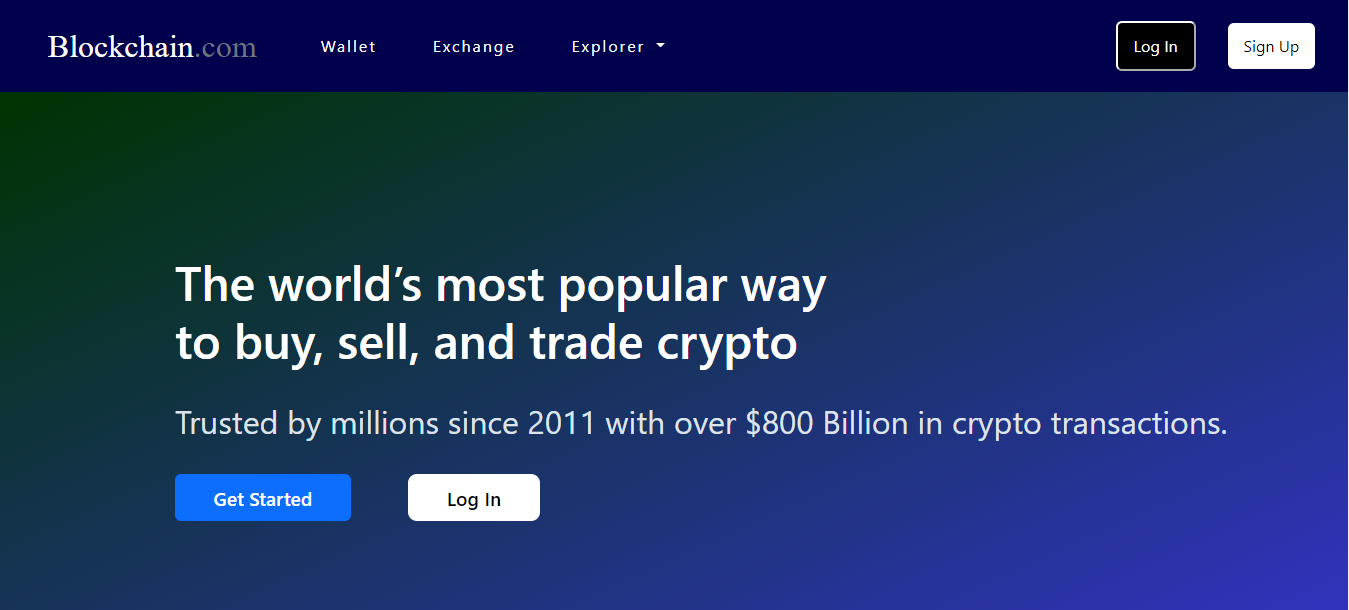 Blockchain.com
Wallet
Exchange
Explorer
Log In
Sign Up
The world’s most popular way
to buy, sell, and trade crypto
Trusted by millions since 2011 with over $800 Billion in crypto transactions.
Get Started
Log In